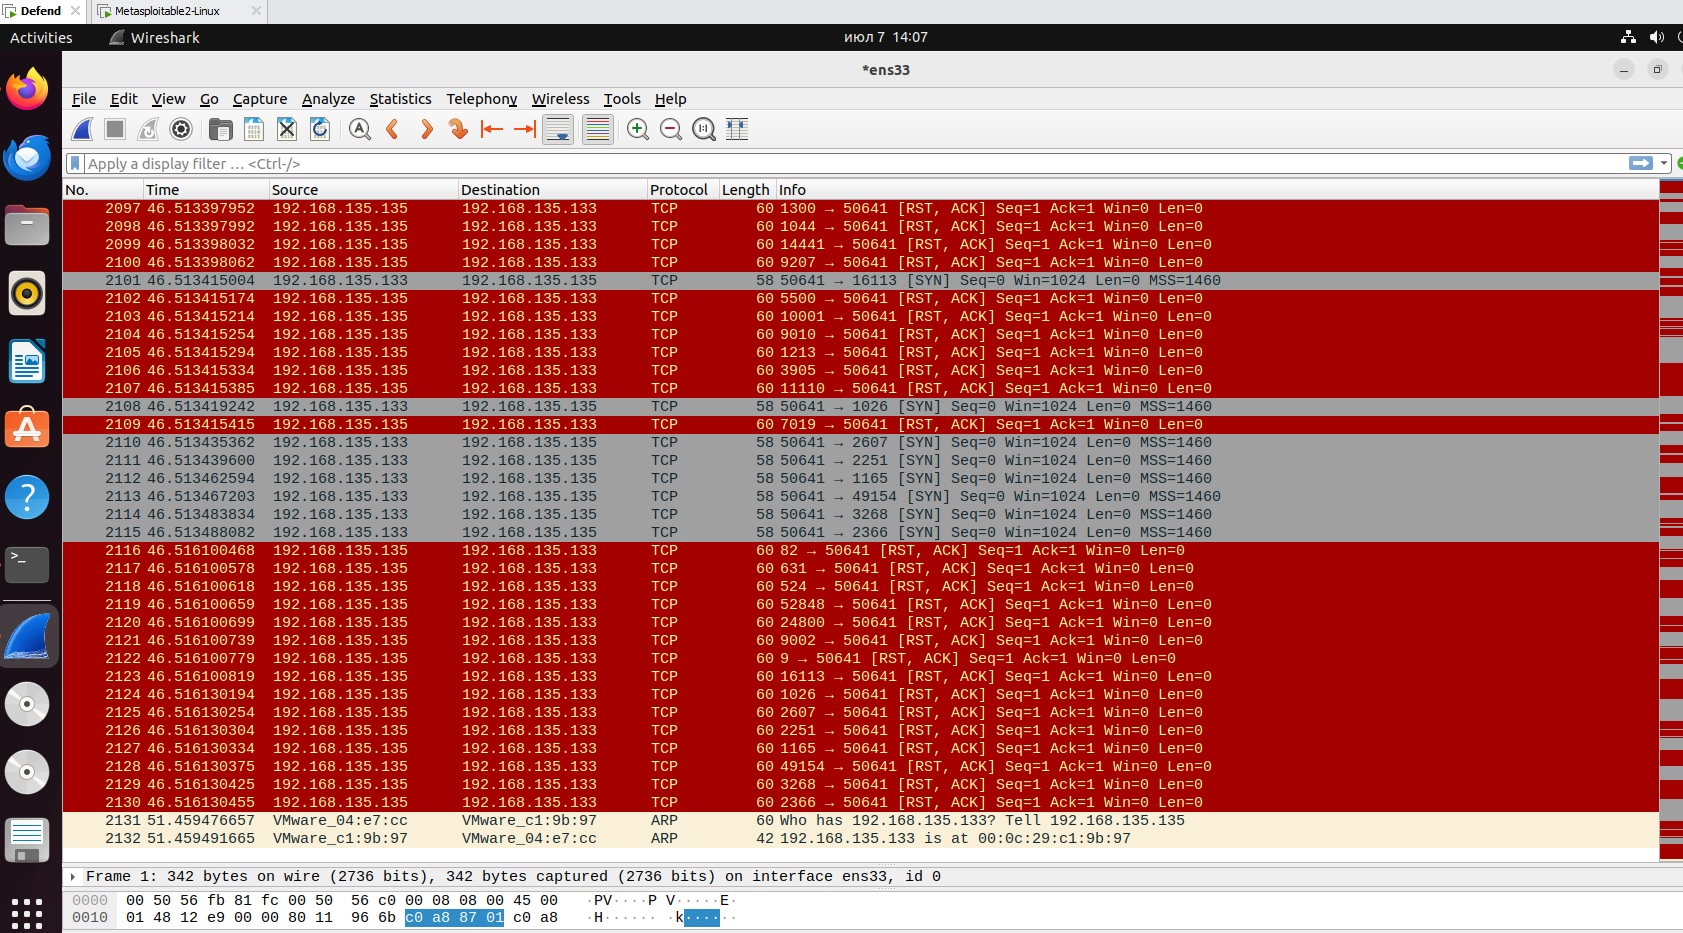 Defend
Metasploitable2-Linux
Activities Wireshark июл 7 14:07
*ens33
File Edit View Go Capture Analyze Statistics Telephony Wireless Tools Help
Apply a display filter … <Ctrl-/>
No. Time Source Destination Protocol Length Info
2097 46.513397952 192.168.135.135 192.168.135.133 TCP 60 1300 → 50641 [RST, ACK] Seq=1 Ack=1 Win=0 Len=0
2098 46.513397992 192.168.135.135 192.168.135.133 TCP 60 1044 → 50641 [RST, ACK] Seq=1 Ack=1 Win=0 Len=0
2099 46.513398032 192.168.135.135 192.168.135.133 TCP 60 14441 → 50641 [RST, ACK] Seq=1 Ack=1 Win=0 Len=0
2100 46.513398062 192.168.135.135 192.168.135.133 TCP 60 9207 → 50641 [RST, ACK] Seq=1 Ack=1 Win=0 Len=0
2101 46.513415004 192.168.135.133 192.168.135.135 TCP 58 50641 → 16113 [SYN] Seq=0 Win=1024 Len=0 MSS=1460
2102 46.513415174 192.168.135.135 192.168.135.133 TCP 60 5500 → 50641 [RST, ACK] Seq=1 Ack=1 Win=0 Len=0
2103 46.513415214 192.168.135.135 192.168.135.133 TCP 60 10001 → 50641 [RST, ACK] Seq=1 Ack=1 Win=0 Len=0
2104 46.513415254 192.168.135.135 192.168.135.133 TCP 60 9010 → 50641 [RST, ACK] Seq=1 Ack=1 Win=0 Len=0
2105 46.513415294 192.168.135.135 192.168.135.133 TCP 60 1213 → 50641 [RST, ACK] Seq=1 Ack=1 Win=0 Len=0
2106 46.513415334 192.168.135.135 192.168.135.133 TCP 60 3905 → 50641 [RST, ACK] Seq=1 Ack=1 Win=0 Len=0
2107 46.513415385 192.168.135.135 192.168.135.133 TCP 60 11110 → 50641 [RST, ACK] Seq=1 Ack=1 Win=0 Len=0
2108 46.513419242 192.168.135.133 192.168.135.135 TCP 58 50641 → 1026 [SYN] Seq=0 Win=1024 Len=0 MSS=1460
2109 46.513415415 192.168.135.135 192.168.135.133 TCP 60 7019 → 50641 [RST, ACK] Seq=1 Ack=1 Win=0 Len=0
2110 46.513435362 192.168.135.133 192.168.135.135 TCP 58 50641 → 2607 [SYN] Seq=0 Win=1024 Len=0 MSS=1460
2111 46.513439600 192.168.135.133 192.168.135.135 TCP 58 50641 → 2251 [SYN] Seq=0 Win=1024 Len=0 MSS=1460
2112 46.513462594 192.168.135.133 192.168.135.135 TCP 58 50641 → 1165 [SYN] Seq=0 Win=1024 Len=0 MSS=1460
2113 46.513467203 192.168.135.133 192.168.135.135 TCP 58 50641 → 49154 [SYN] Seq=0 Win=1024 Len=0 MSS=1460
2114 46.513483834 192.168.135.133 192.168.135.135 TCP 58 50641 → 3268 [SYN] Seq=0 Win=1024 Len=0 MSS=1460
2115 46.513488082 192.168.135.133 192.168.135.135 TCP 58 50641 → 2366 [SYN] Seq=0 Win=1024 Len=0 MSS=1460
2116 46.516100468 192.168.135.135 192.168.135.133 TCP 60 82 → 50641 [RST, ACK] Seq=1 Ack=1 Win=0 Len=0
2117 46.516100578 192.168.135.135 192.168.135.133 TCP 60 631 → 50641 [RST, ACK] Seq=1 Ack=1 Win=0 Len=0
2118 46.516100618 192.168.135.135 192.168.135.133 TCP 60 524 → 50641 [RST, ACK] Seq=1 Ack=1 Win=0 Len=0
2119 46.516100659 192.168.135.135 192.168.135.133 TCP 60 52848 → 50641 [RST, ACK] Seq=1 Ack=1 Win=0 Len=0
2120 46.516100699 192.168.135.135 192.168.135.133 TCP 60 24800 → 50641 [RST, ACK] Seq=1 Ack=1 Win=0 Len=0
2121 46.516100739 192.168.135.135 192.168.135.133 TCP 60 9002 → 50641 [RST, ACK] Seq=1 Ack=1 Win=0 Len=0
2122 46.516100779 192.168.135.135 192.168.135.133 TCP 60 9 → 50641 [RST, ACK] Seq=1 Ack=1 Win=0 Len=0
2123 46.516100819 192.168.135.135 192.168.135.133 TCP 60 16113 → 50641 [RST, ACK] Seq=1 Ack=1 Win=0 Len=0
2124 46.516130194 192.168.135.135 192.168.135.133 TCP 60 1026 → 50641 [RST, ACK] Seq=1 Ack=1 Win=0 Len=0
2125 46.516130254 192.168.135.135 192.168.135.133 TCP 60 2607 → 50641 [RST, ACK] Seq=1 Ack=1 Win=0 Len=0
2126 46.516130304 192.168.135.135 192.168.135.133 TCP 60 2251 → 50641 [RST, ACK] Seq=1 Ack=1 Win=0 Len=0
2127 46.516130334 192.168.135.135 192.168.135.133 TCP 60 1165 → 50641 [RST, ACK] Seq=1 Ack=1 Win=0 Len=0
2128 46.516130375 192.168.135.135 192.168.135.133 TCP 60 49154 → 50641 [RST, ACK] Seq=1 Ack=1 Win=0 Len=0
2129 46.516130425 192.168.135.135 192.168.135.133 TCP 60 3268 → 50641 [RST, ACK] Seq=1 Ack=1 Win=0 Len=0
2130 46.516130455 192.168.135.135 192.168.135.133 TCP 60 2366 → 50641 [RST, ACK] Seq=1 Ack=1 Win=0 Len=0
2131 51.459476657 VMware_04:e7:cc VMware_c1:9b:97 ARP 60 Who has 192.168.135.133? Tell 192.168.135.135
2132 51.459491665 VMware_c1:9b:97 VMware_04:e7:cc ARP 42 192.168.135.133 is at 00:0c:29:c1:9b:97
Frame 1: 342 bytes on wire (2736 bits), 342 bytes captured (2736 bits) on interface ens33, id 0
0000 00 50 56 fb 81 fc 00 50 56 c0 00 08 08 00 45 00 ·PV····P V·····E·
0010 01 48 12 e9 00 00 80 11 96 6b c0 a8 87 01 c0 a8 ·H······ ·k······